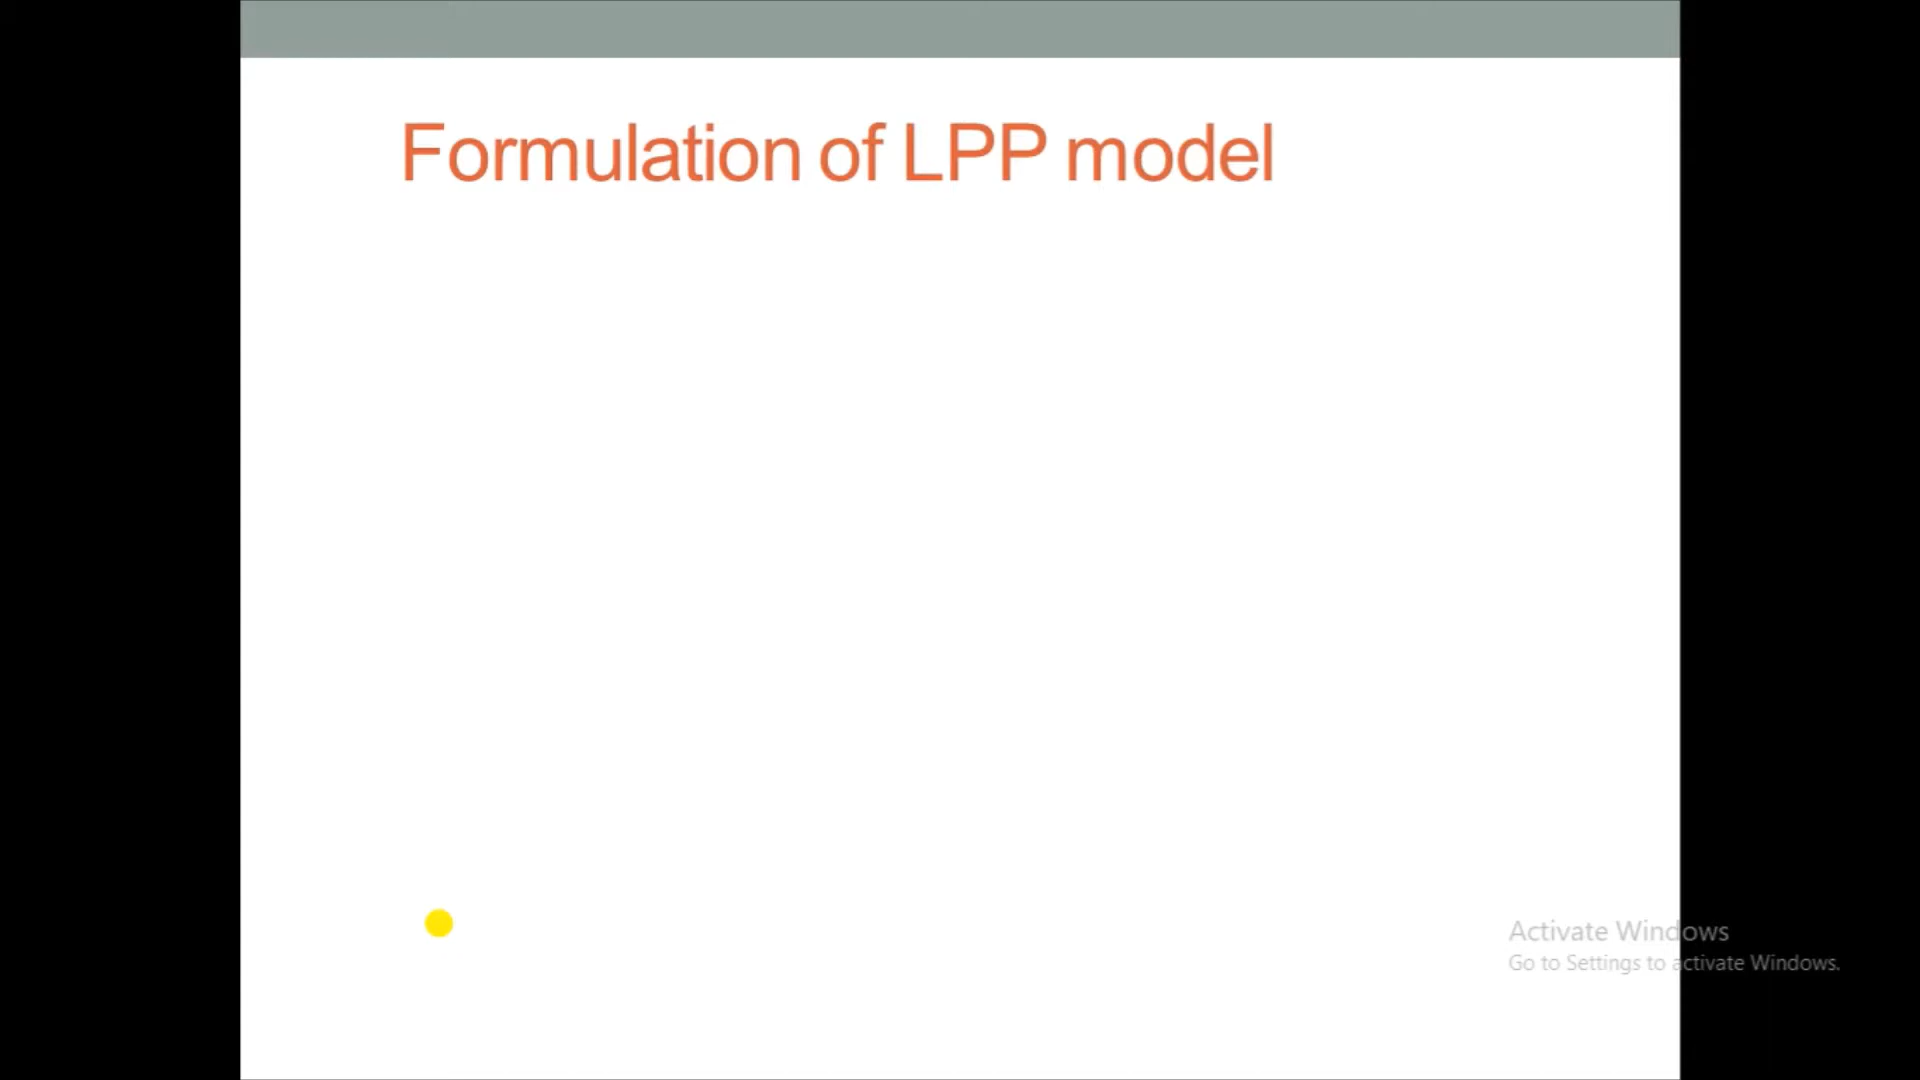 Formulation of LPP model
Activate Windows
Go to Settings to activate Windows.